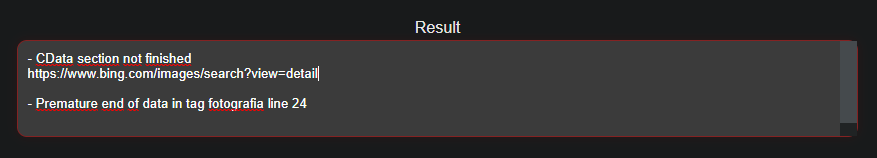 Result
- CData section not finished
https://www.bing.com/images/search?view=detail
- Premature end of data in tag fotografia line 24